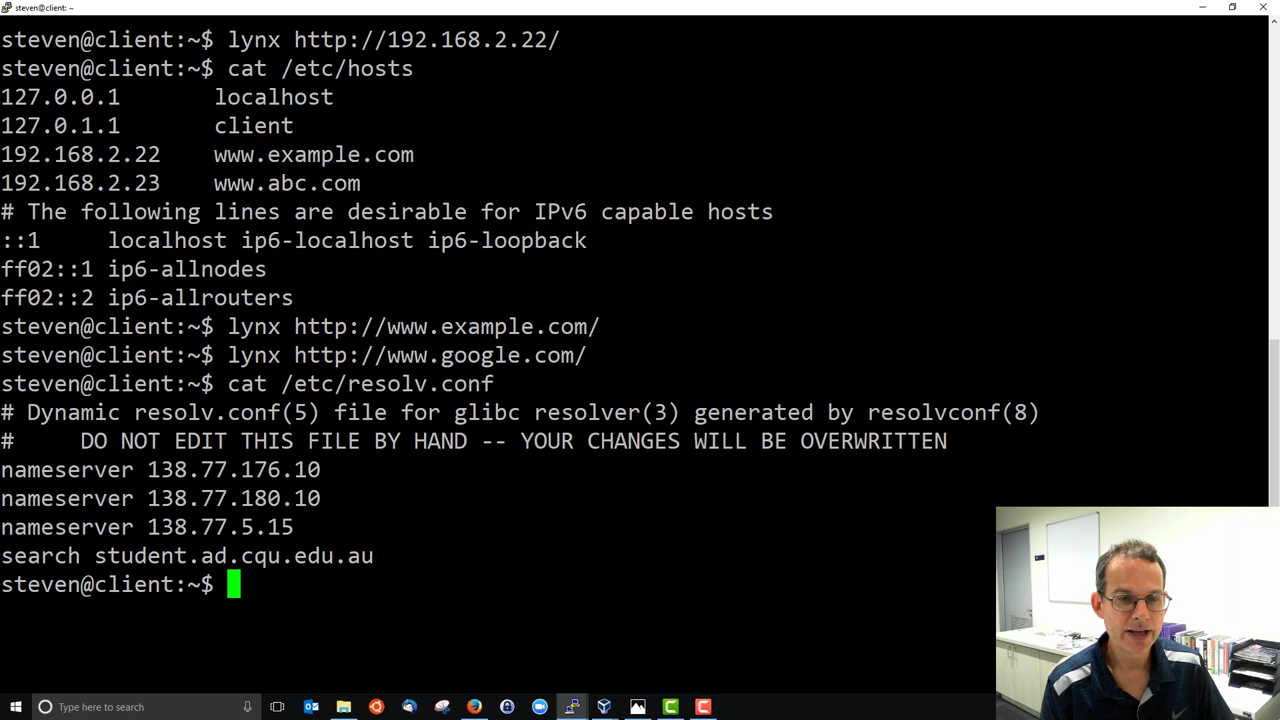 steven@client: ~
steven@client:~$ lynx http://192.168.2.22/
steven@client:~$ cat /etc/hosts
127.0.0.1       localhost
127.0.1.1       client
192.168.2.22    www.example.com
192.168.2.23    www.abc.com
# The following lines are desirable for IPv6 capable hosts
::1     localhost ip6-localhost ip6-loopback
ff02::1 ip6-allnodes
ff02::2 ip6-allrouters
steven@client:~$ lynx http://www.example.com/
steven@client:~$ lynx http://www.google.com/
steven@client:~$ cat /etc/resolv.conf
# Dynamic resolv.conf(5) file for glibc resolver(3) generated by resolvconf(8)
#     DO NOT EDIT THIS FILE BY HAND -- YOUR CHANGES WILL BE OVERWRITTEN
nameserver 138.77.176.10
nameserver 138.77.180.10
nameserver 138.77.5.15
search student.ad.cqu.edu.au
steven@client:~$
Type here to search